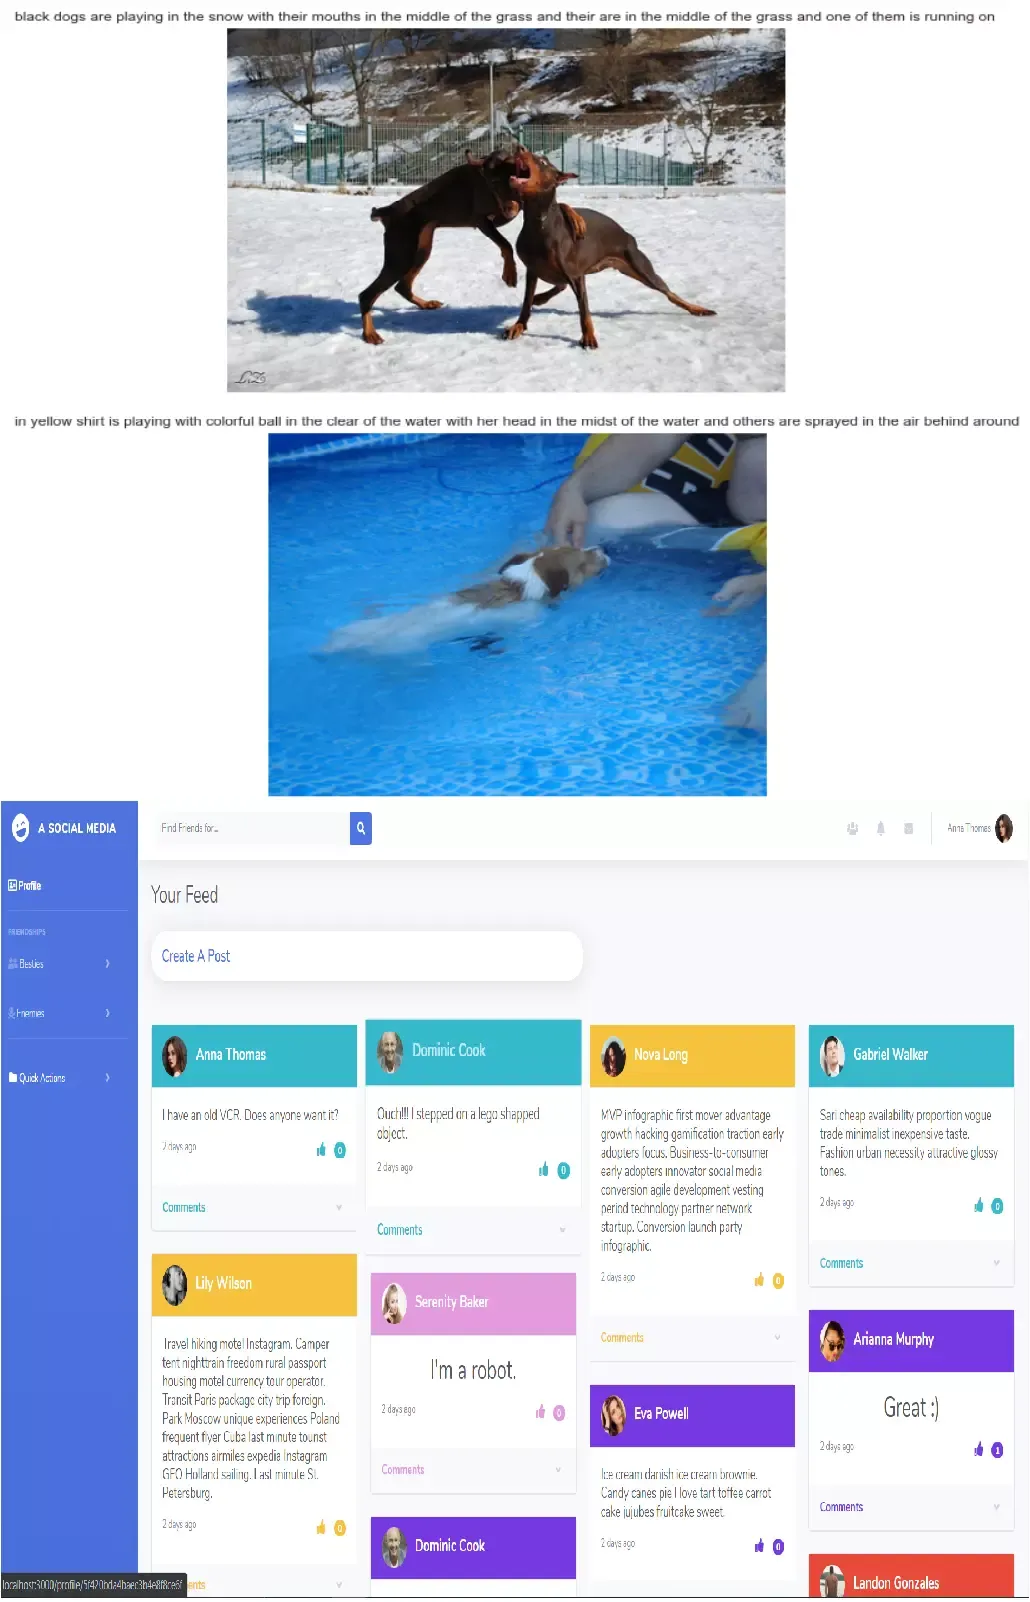 black dogs are playing in the snow with their mouths in the middle of the grass and their are in the middle of the grass and one of them is running on
in yellow shirt is playing with colorful ball in the clear of the water with her head in the midst of the water and others are sprayed in the air behind around
A SOCIAL MEDIA
Find Friends for...
Anna Thomas
Profile
FRIENDSHIPS
Besties
Enemies
Quick Actions
Your Feed
Create A Post
Anna Thomas
I have an old VCR. Does anyone want it?
2 days ago
0
Comments
Lily Wilson
Travel hiking motel Instagram. Camper
tent nighttrain freedom rural passport
housing motel currency tour operator.
Transit Paris package city trip foreign.
Park Moscow unique experiences Poland
frequent flyer Cuba last minute tourist
attractions airmiles expedia Instagram
GEO Holland sailing. Last minute St.
Petersburg.
2 days ago
0
Dominic Cook
Ouch!!! I stepped on a lego shapped
object.
2 days ago
0
Comments
Serenity Baker
I'm a robot.
2 days ago
0
Comments
Dominic Cook
Nova Long
MVP infographic first mover advantage
growth hacking gamification traction early
adopters focus. Business-to-consumer
early adopters innovator social media
conversion agile development vesting
period technology partner network
startup. Conversion launch party
infographic.
2 days ago
0
Comments
Eva Powell
Ice cream danish ice cream brownie.
Candy canes pie I love tart toffee carrot
cake jujubes fruitcake sweet.
2 days ago
0
Gabriel Walker
Sari cheap availability proportion vogue
trade minimalist inexpensive taste.
Fashion urban necessity attractive glossy
tones.
2 days ago
0
Comments
Arianna Murphy
Great :)
2 days ago
1
Comments
Landon Gonzales